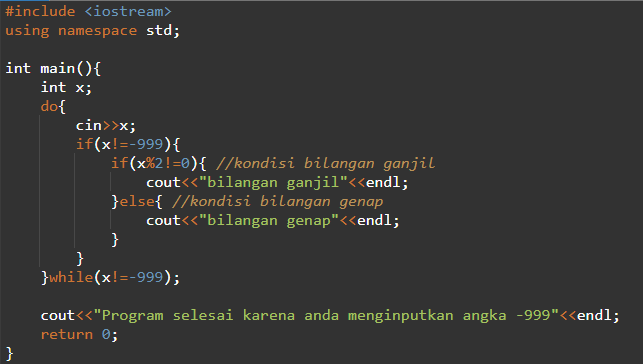 #include <iostream>
using namespace std;
int main(){
    int x;
    do{
        cin>>x;
        if(x!=-999){
            if(x%2!=0){ //kondisi bilangan ganjil
                cout<<"bilangan ganjil"<<endl;
            }else{ //kondisi bilangan genap
                cout<<"bilangan genap"<<endl;
            }
        }
    }while(x!=-999);
    cout<<"Program selesai karena anda menginputkan angka -999"<<endl;
    return 0;
}